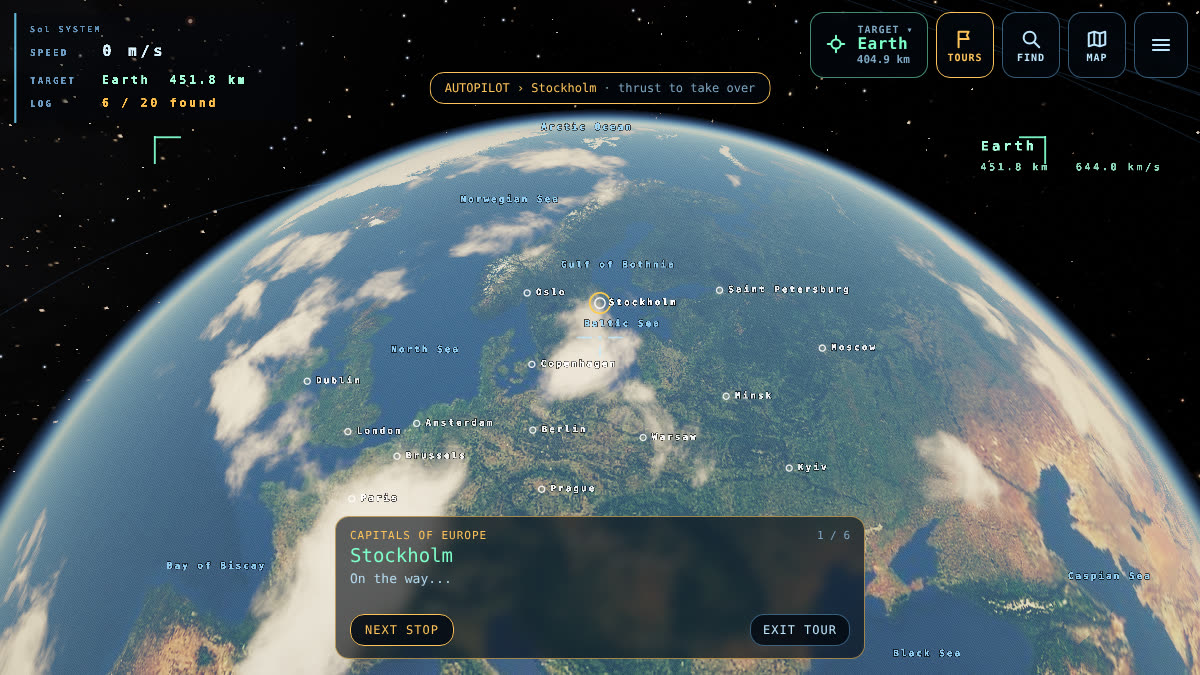 Sol SYSTEM
SPEED 0 m/s
TARGET Earth 451.8 km
LOG 6 / 20 found
TARGET ▾
Earth
404.9 km
TOURS
FIND
MAP
AUTOPILOT › Stockholm · thrust to take over
Earth
451.8 km 644.0 km/s
Arctic Ocean
Norwegian Sea
Gulf of Bothnia
Oslo
Stockholm
Saint Petersburg
Baltic Sea
North Sea
Moscow
Copenhagen
Dublin
Minsk
London
Amsterdam
Berlin
Warsaw
Brussels
Kyiv
Paris
Prague
Bay of Biscay
Caspian Sea
Black Sea
CAPITALS OF EUROPE 1 / 6
Stockholm
On the way...
NEXT STOP
EXIT TOUR